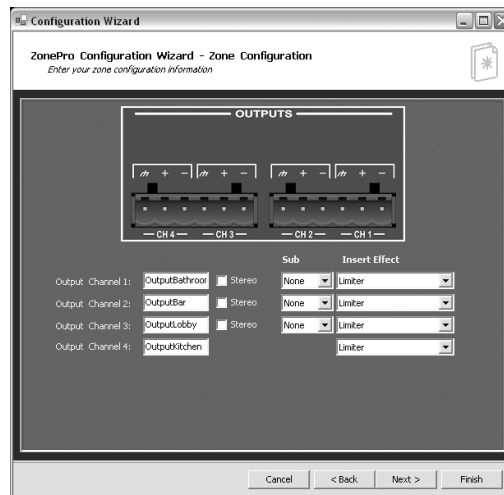 Configuration Wizard
ZonePro Configuration Wizard - Zone Configuration
Enter your zone configuration information
OUTPUTS
+ − + − + − + −
CH 4 CH 3 CH 2 CH 1
Sub Insert Effect
Output Channel 1: OutputBathroor Stereo None Limiter
Output Channel 2: OutputBar Stereo None Limiter
Output Channel 3: OutputLobby Stereo None Limiter
Output Channel 4: OutputKitchen Limiter
Cancel < Back Next > Finish